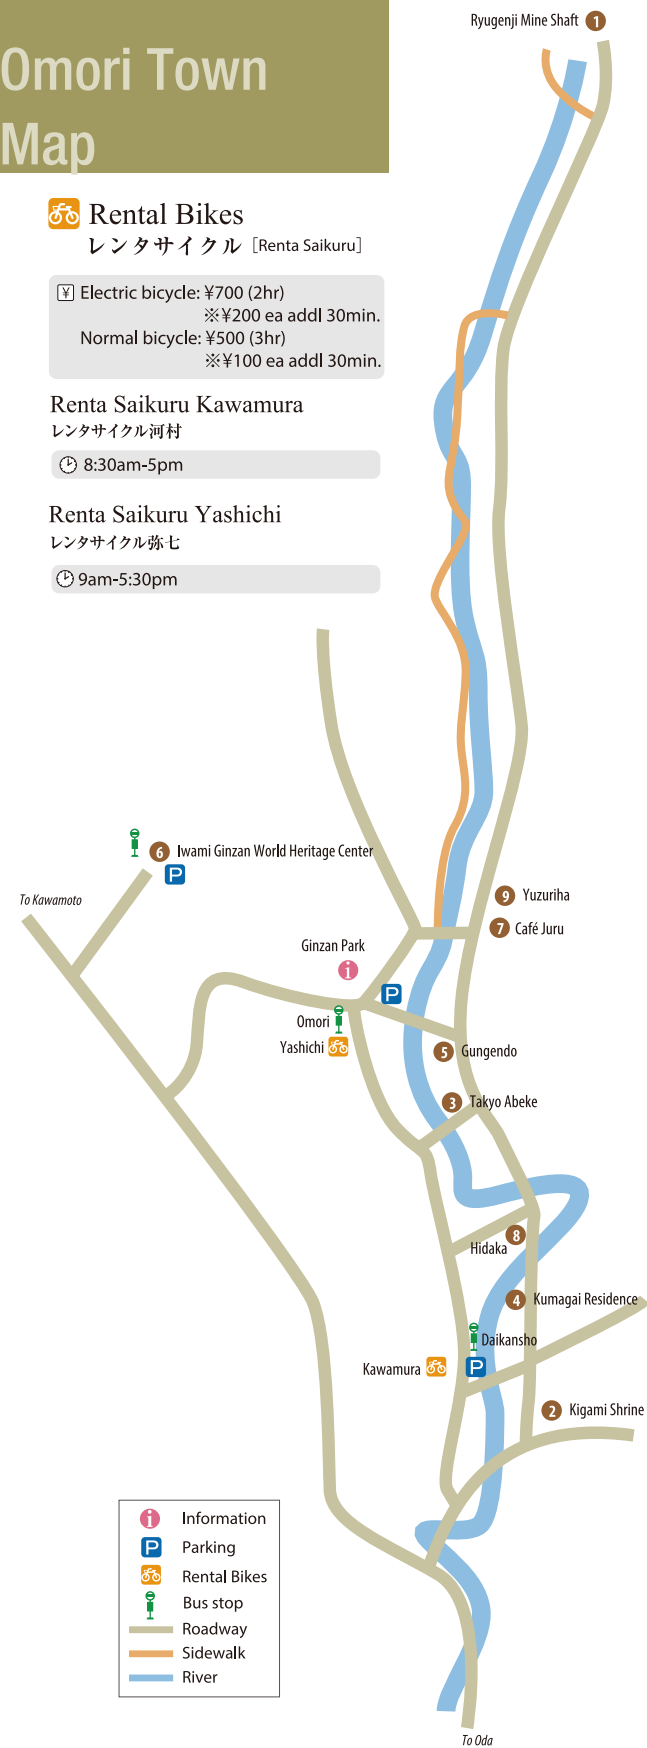 Ryugenji Mine Shaft 1
Omori Town
Map
Rental Bikes
レンタサイクル [Renta Saikuru]
¥ Electric bicycle: ¥700 (2hr)
※¥200 ea addl 30min.
Normal bicycle: ¥500 (3hr)
※¥100 ea addl 30min.
Renta Saikuru Kawamura
レンタサイクル河村
8:30am-5pm
Renta Saikuru Yashichi
レンタサイクル弥七
9am-5:30pm
6 Iwami Ginzan World Heritage Center
P
To Kawamoto
9 Yuzuriha
7 Café Juru
Ginzan Park
i
P
Omori
Yashichi
5 Gungendo
3 Takyo Abeke
8
Hidaka
4 Kumagai Residence
Daikansho
Kawamura
P
2 Kigami Shrine
i Information
P Parking
Rental Bikes
Bus stop
Roadway
Sidewalk
River
To Oda